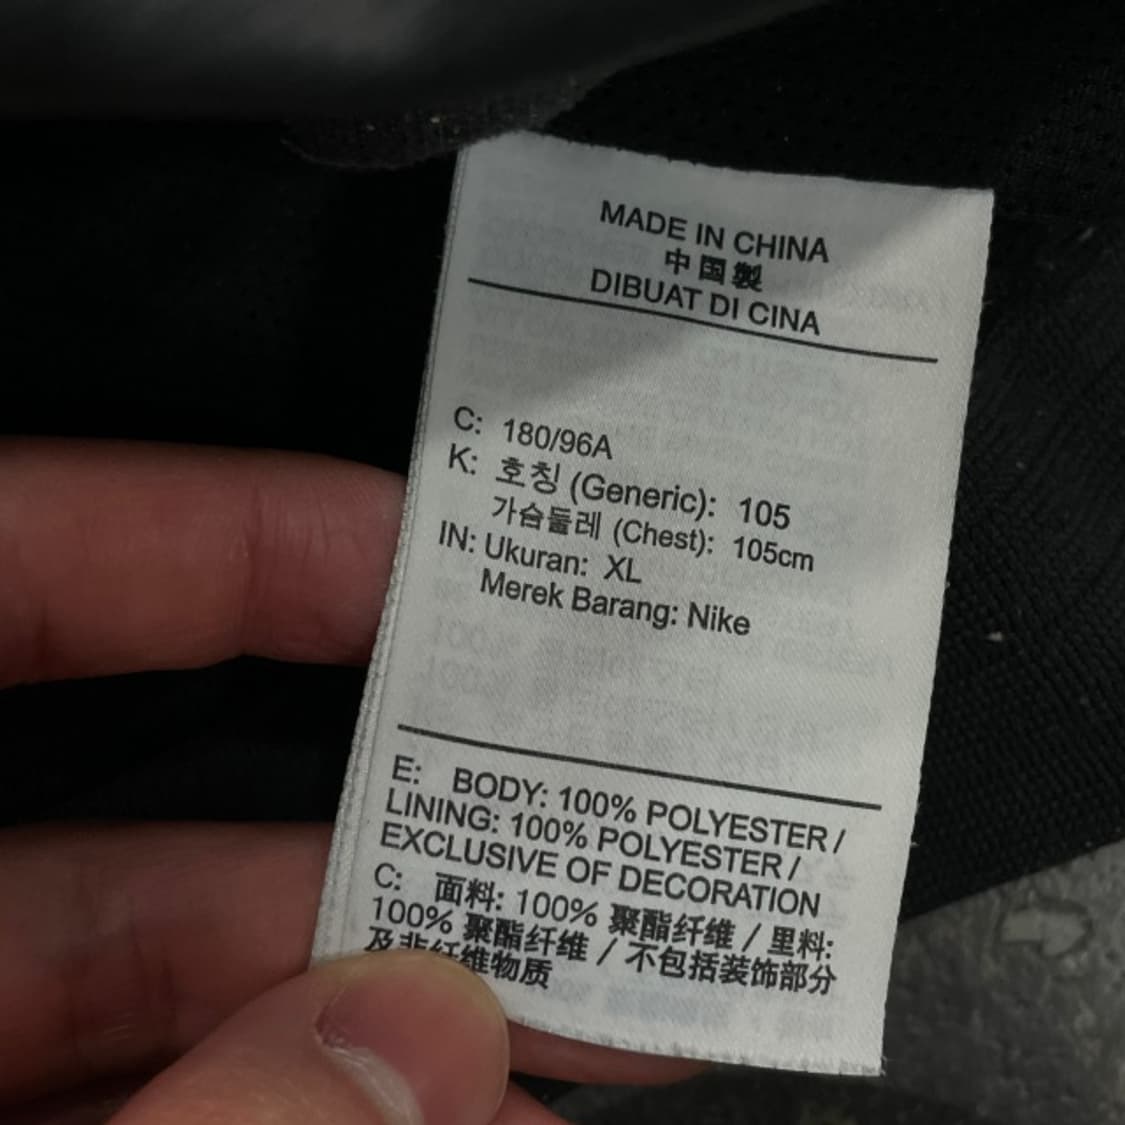 MADE IN CHINA
中国製
DIBUAT DI CINA
C: 180/96A
K: 호칭 (Generic): 105
가슴둘레 (Chest): 105cm
IN: Ukuran: XL
Merek Barang: Nike
E: BODY: 100% POLYESTER /
LINING: 100% POLYESTER /
EXCLUSIVE OF DECORATION
C: 面料: 100% 聚酯纤维 / 里料:
100% 聚酯纤维 / 不包括装饰部分
及非纤维物质